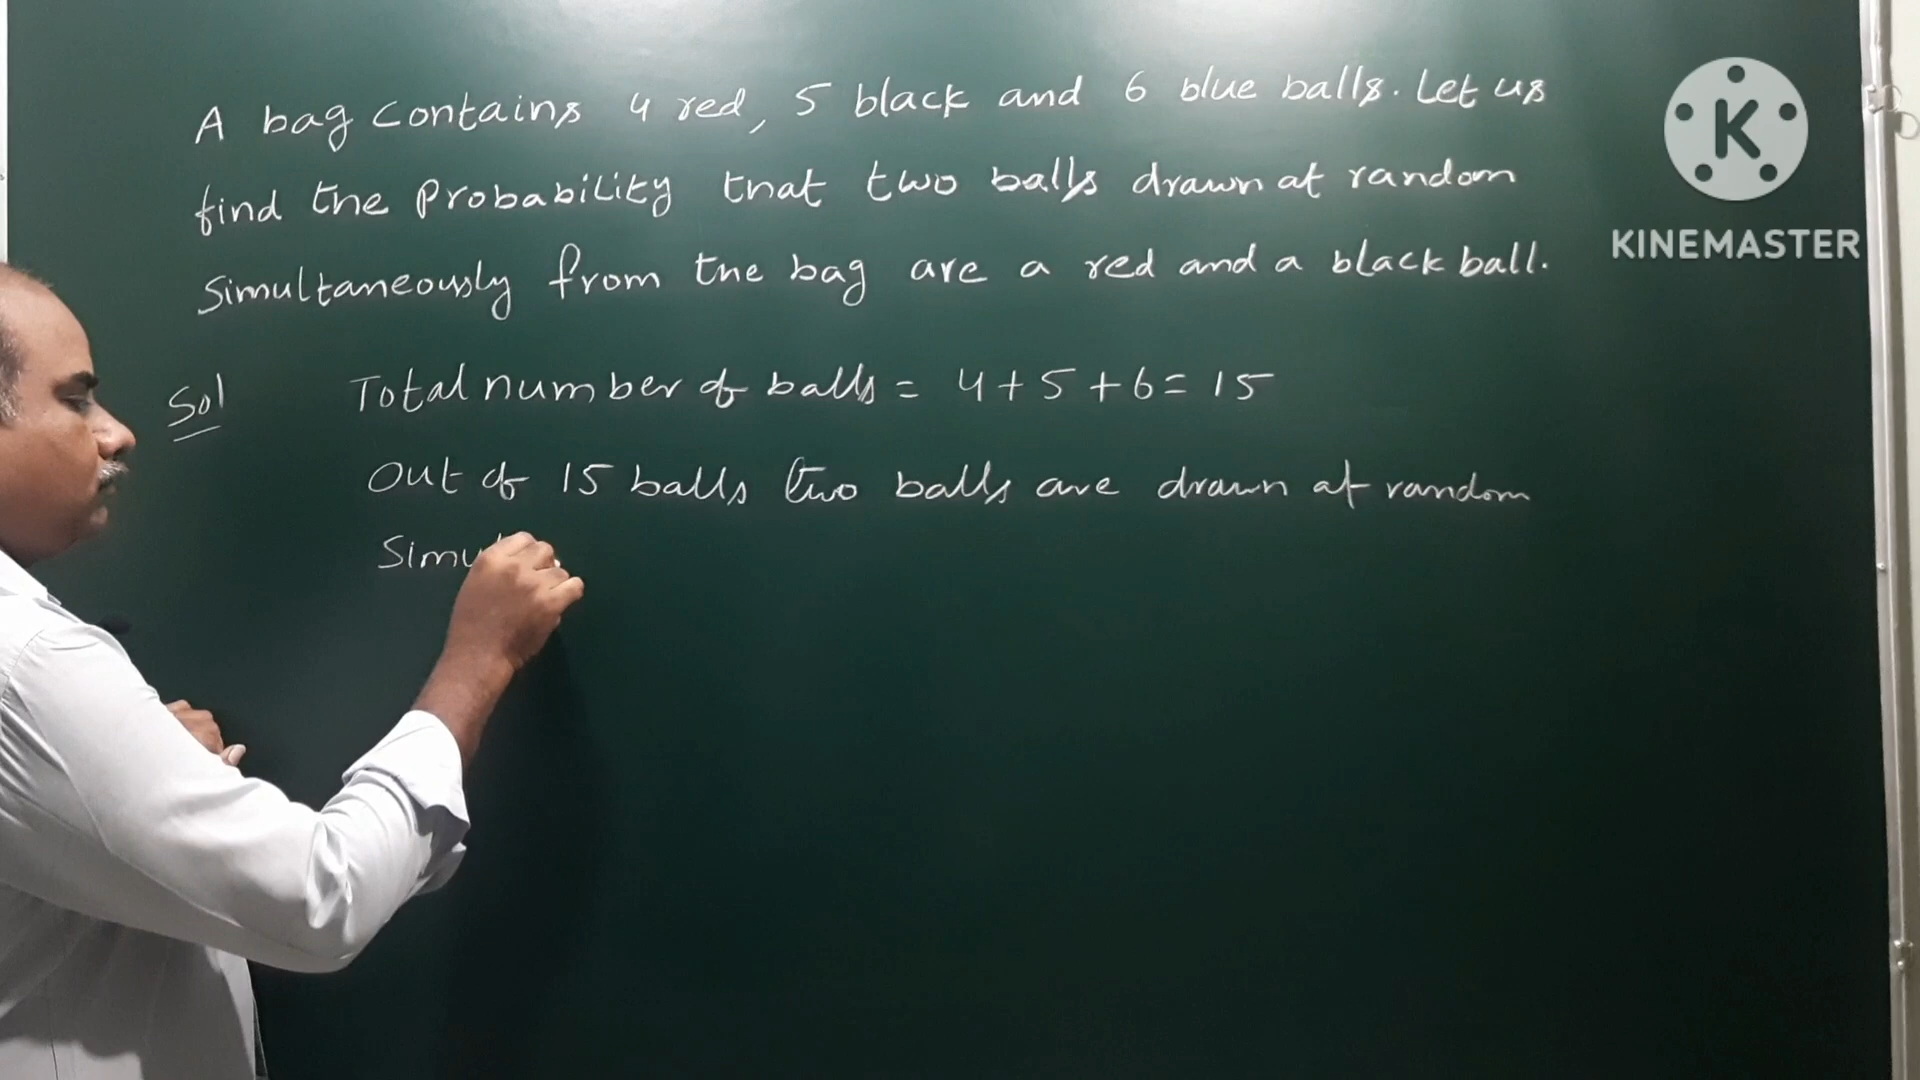 A bag contains 4 red, 5 black and 6 blue balls. Let us
find the probability that two balls drawn at random
simultaneously from the bag are a red and a black ball.
Sol Total number of balls = 4 + 5 + 6 = 15
Out of 15 balls two balls are drawn at random
Simul
K
KINEMASTER